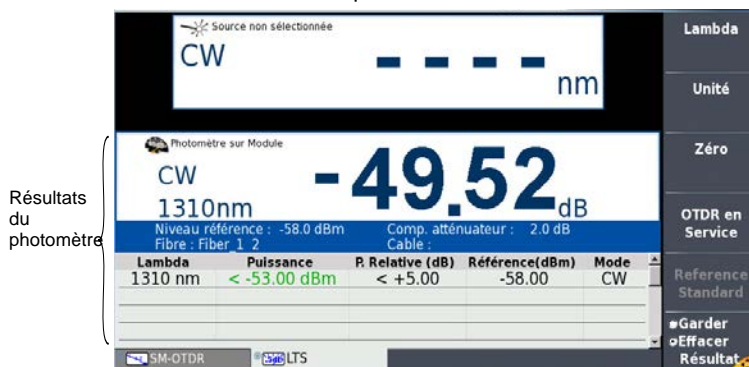 Source non sélectionnée
CW
- - - -
nm
Photomètre sur Module
CW
-49.52 dB
1310nm
Niveau référence : -58.0 dBm Comp. atténuateur : 2.0 dB
Fibre : Fiber_1 2 Cable :
Lambda Puissance P. Relative (dB) Référence(dBm) Mode
1310 nm < -53.00 dBm < +5.00 -58.00 CW
SM-OTDR LTS
Lambda
Unité
Zéro
OTDR en
Service
Reference
Standard
Garder
Effacer
Résultat
Résultats
du
photomètre